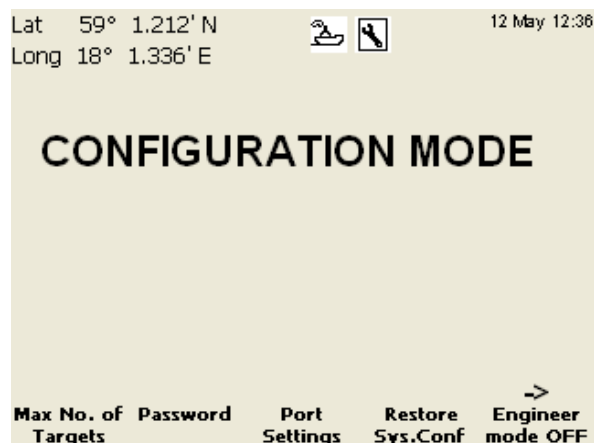 Lat 59° 1.212' N
12 May 12:36
Long 18° 1.336' E
CONFIGURATION MODE
->
Max No. of Password Port Restore Engineer
Targets Settings Sys.Conf mode OFF